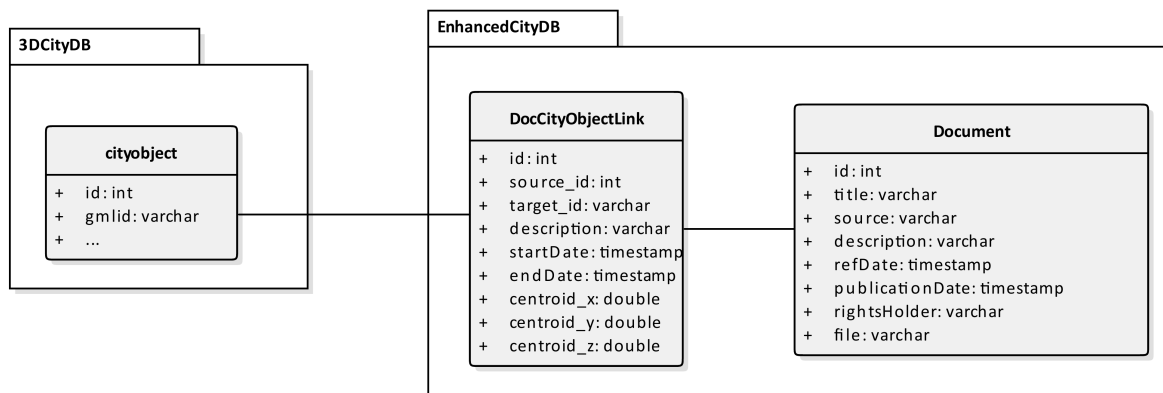 3DCityDB
cityobject
+ id: int
+ gmlid: varchar
+ ...
EnhancedCityDB
DocCityObjectLink
+ id: int
+ source_id: int
+ target_id: varchar
+ description: varchar
+ startDate: timestamp
+ endDate: timestamp
+ centroid_x: double
+ centroid_y: double
+ centroid_z: double
Document
+ id: int
+ title: varchar
+ source: varchar
+ description: varchar
+ refDate: timestamp
+ publicationDate: timestamp
+ rightsHolder: varchar
+ file: varchar